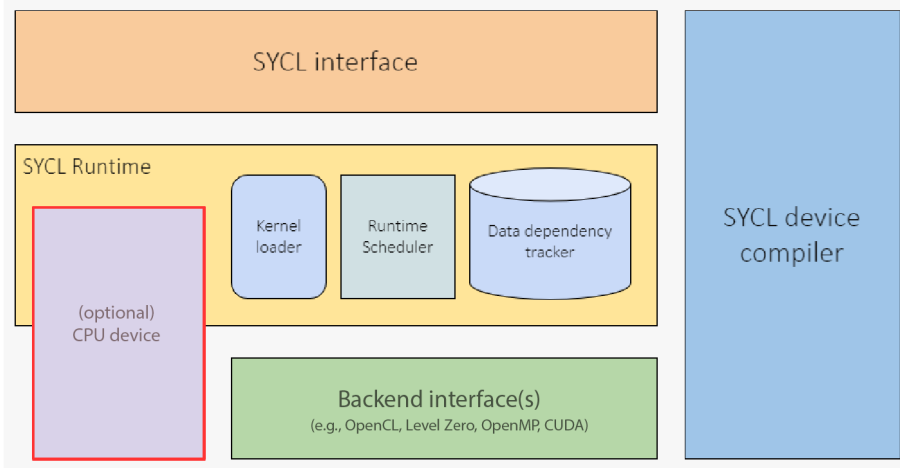 SYCL interface
SYCL Runtime
Kernel
loader
Runtime
Scheduler
Data dependency
tracker
(optional)
CPU device
Backend interface(s)
(e.g., OpenCL, Level Zero, OpenMP, CUDA)
SYCL device
compiler